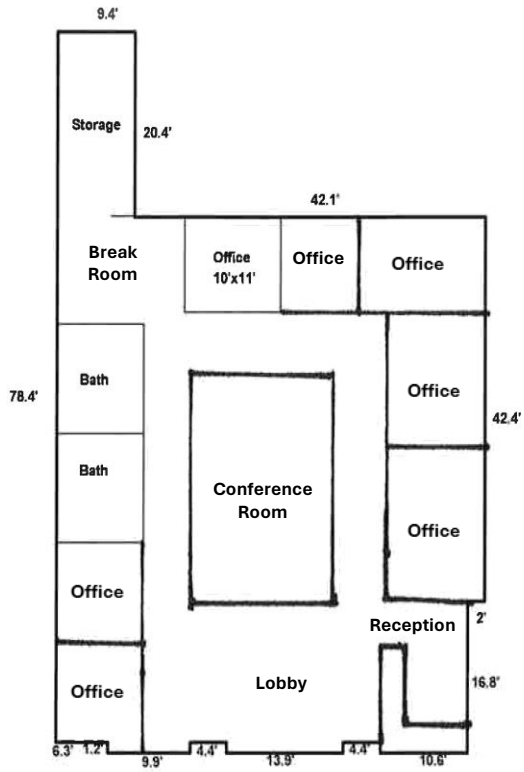 9.4'
Storage
20.4'
42.1'
Break
Room
Office
10'x11'
Office
Office
Bath
78.4'
Office
42.4'
Bath
Conference
Room
Office
Office
Reception
2'
Office
Lobby
16.8'
6.3'
1.2'
9.9'
4.4'
13.9'
4.4'
10.6'